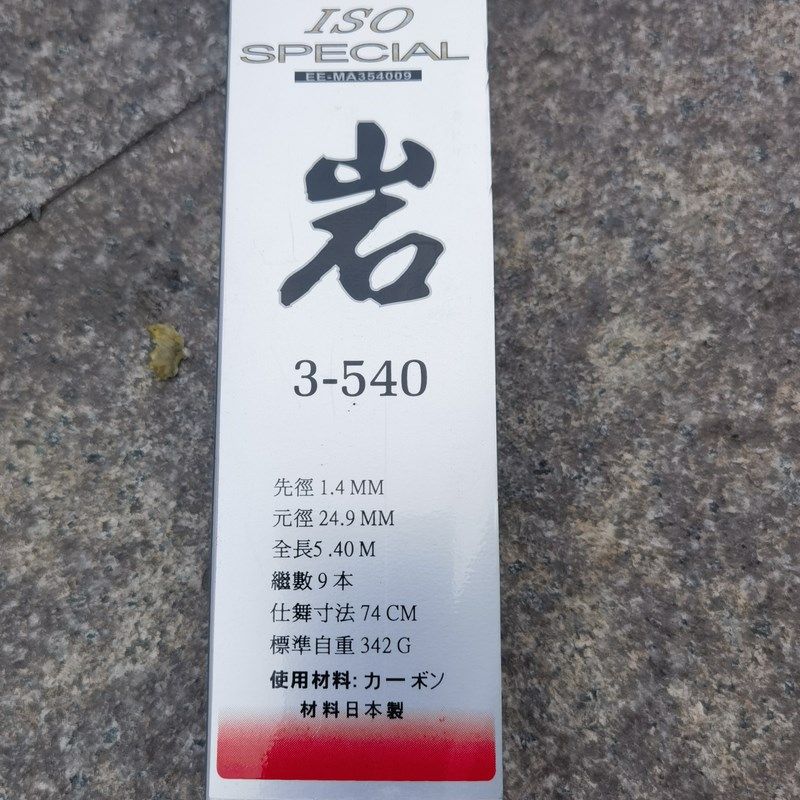 ISO
SPECIAL
EE-MA354009
岩
3-540
先徑 1.4 MM
元徑 24.9 MM
全長5.40 M
繼數 9 本
仕舞寸法 74 CM
標準自重 342 G
使用材料: カーボン
材料日本製